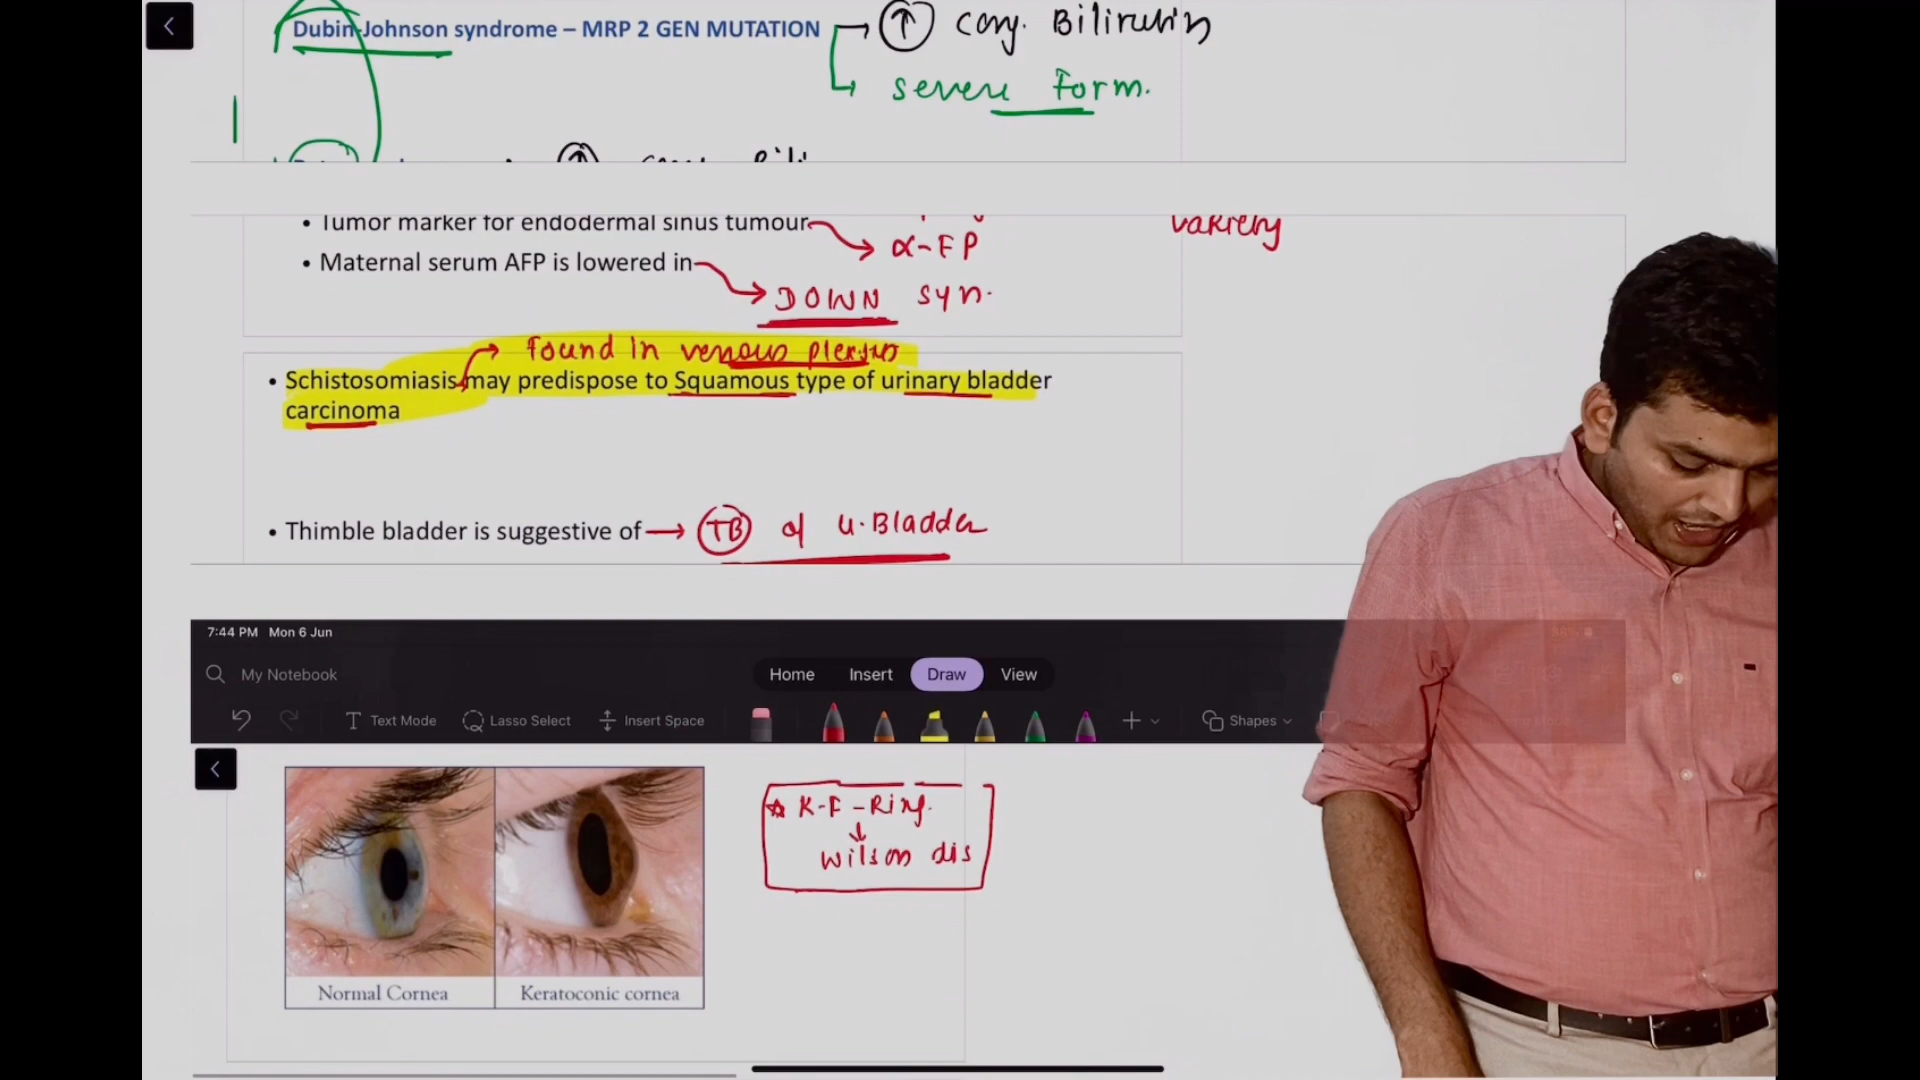 Dubin-Johnson syndrome – MRP 2 GEN MUTATION → ↑ conj. Bilirubin
↳ severe form.
• Tumor marker for endodermal sinus tumour → α-FP
variety
• Maternal serum AFP is lowered in → DOWN syn.
→ found in venous plexus
• Schistosomiasis may predispose to Squamous type of urinary bladder
carcinoma
• Thimble bladder is suggestive of → TB of U. Bladder
7:44 PM Mon 6 Jun
My Notebook
Home Insert Draw View
Text Mode Lasso Select Insert Space Shapes
☆ K-F-Ring.
↓
Wilson dis
Normal Cornea Keratoconic cornea